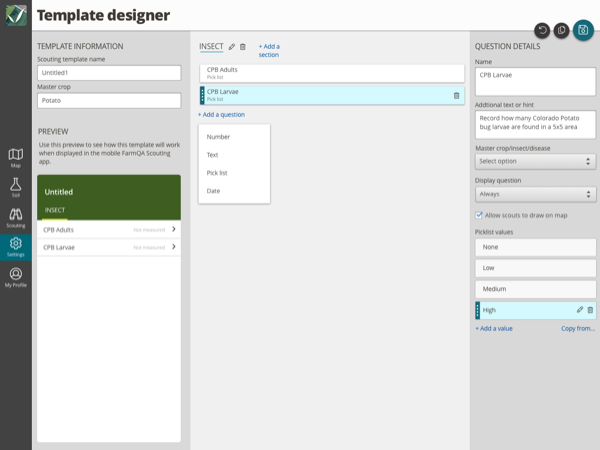 Template designer
TEMPLATE INFORMATION
Scouting template name
Untitled1
Master crop
Potato
PREVIEW
Use this preview to see how this template will work
when displayed in the mobile FarmQA Scouting
app.
Untitled
INSECT
CPB Adults
Not measured
CPB Larvae
Not measured
Map
Soil
Scouting
Settings
My Profile
INSECT
+ Add a
section
CPB Adults
Pick list
CPB Larvae
Pick list
+ Add a question
Number
Text
Pick list
Date
QUESTION DETAILS
Name
CPB Larvae
Addtional text or hint
Record how many Colorado Potato
bug larvae are found in a 5x5 area
Master crop/insect/disease
Select option
Display question
Always
Allow scouts to draw on map
Picklist values
None
Low
Medium
High
+ Add a value
Copy from...